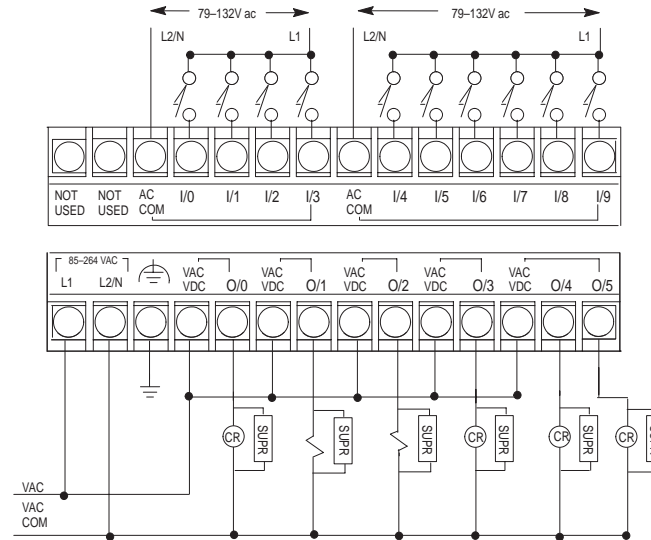 79–132V ac 79–132V ac
L2/N L1 L2/N L1
NOT USED NOT USED AC COM I/0 I/1 I/2 I/3 AC COM I/4 I/5 I/6 I/7 I/8 I/9
85–264 VAC
L1 L2/N VAC VDC O/0 VAC VDC O/1 VAC VDC O/2 VAC VDC O/3 VAC VDC O/4 O/5
CR SUPR SUPR SUPR CR SUPR CR SUPR CR
VAC
VAC
COM